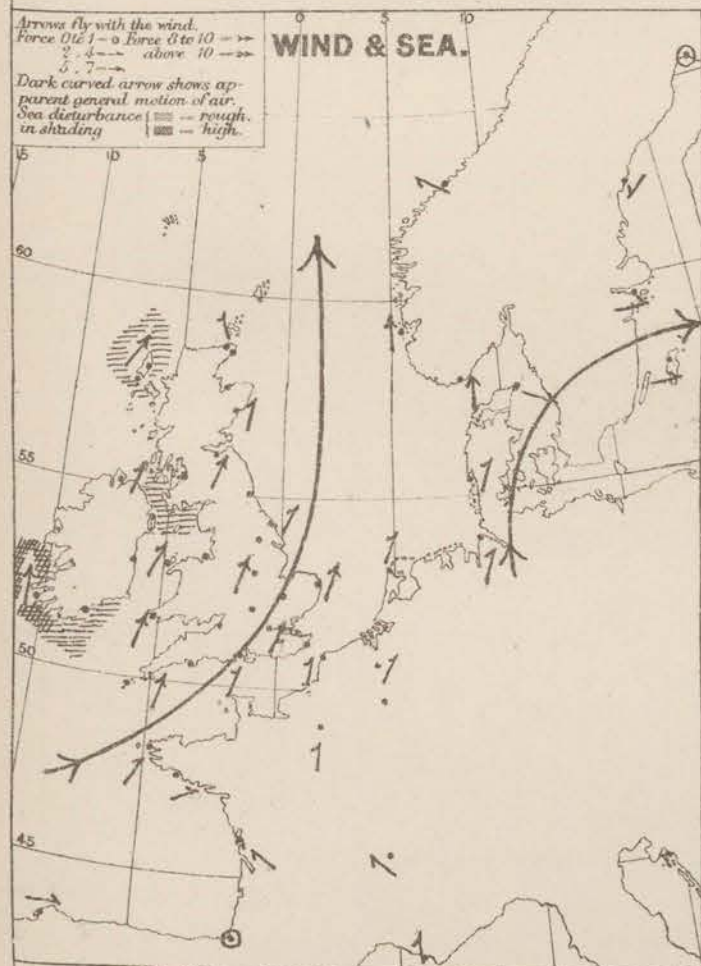 0 5 10
WIND & SEA.
Arrows fly with the wind.
Force 0 to 1 — Force 8 to 10 —
2 . 4 — above 10 —
5 . 7 —
Dark curved arrow shows ap-
parent general motion of air.
Sea disturbance — rough.
in shading — high.
15 10 5
60
55
50
45